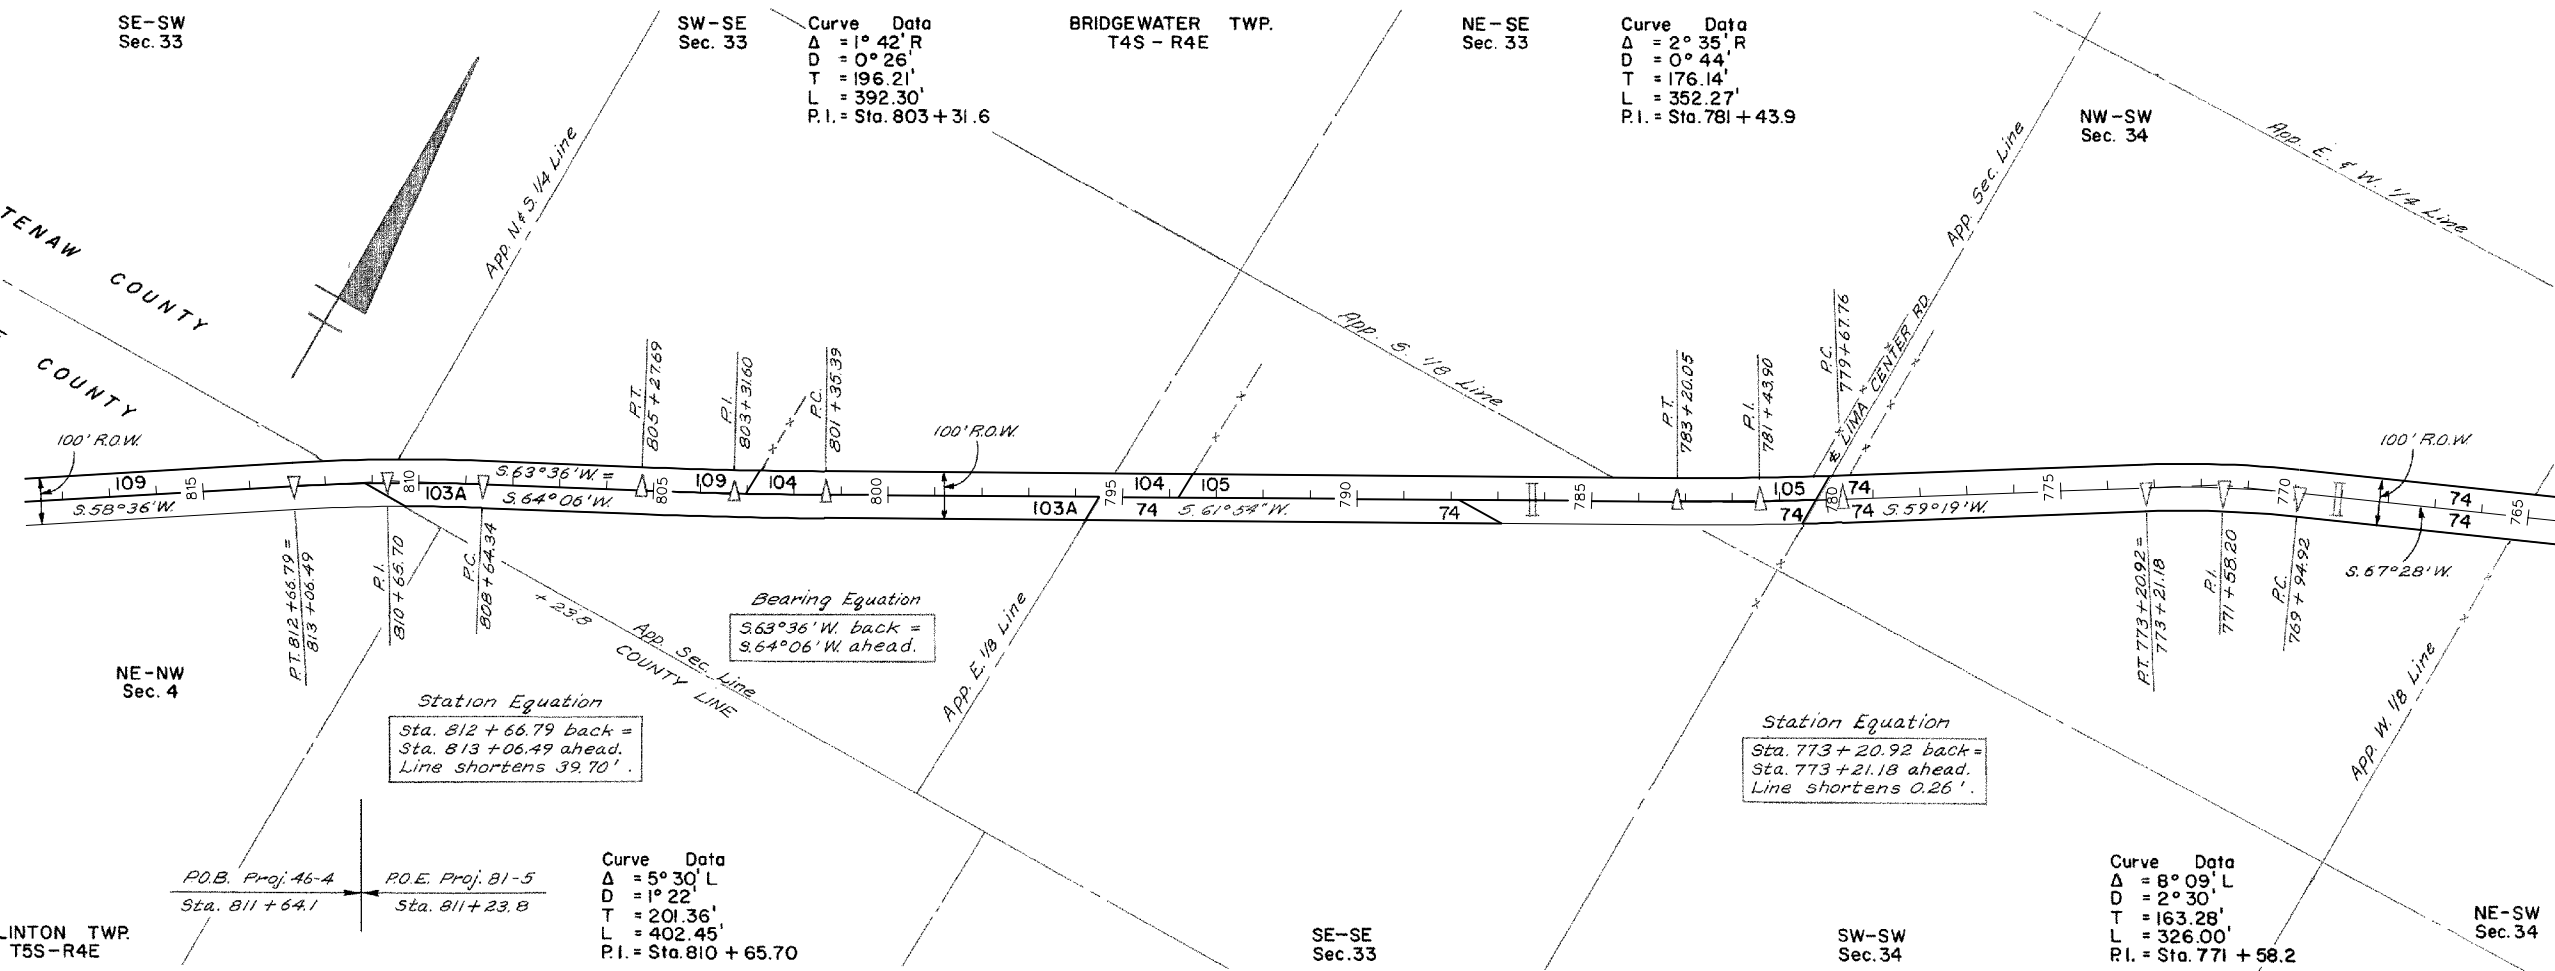 SE-SW
Sec. 33
SW-SE
Sec. 33
Curve Data
Δ = 1° 42' R
D = 0° 26'
T = 196.21'
L = 392.30'
P.I. = Sta. 803 + 31.6
BRIDGEWATER TWP.
T4S - R4E
NE-SE
Sec. 33
Curve Data
Δ = 2° 35' R
D = 0° 44'
T = 176.14'
L = 352.27'
P.I. = Sta. 781 + 43.9
NW-SW
Sec. 34
App. E. & W. 1/4 Line
App. Sec. Line
App. N. & S. 1/4 Line
TENAW COUNTY
COUNTY
App. S. 1/8 Line
℄ LIMA CENTER RD.
100' R.O.W.
P.T.
805 + 27.69
P.I.
803 + 31.60
P.C.
801 + 35.39
100' R.O.W.
P.T.
783 + 20.05
P.I.
781 + 43.90
P.C.
779 + 67.76
100' R.O.W.
109
815
810
S. 63° 36' W. =
805
109
104
800
795
104
105
790
785
105
780
74
775
770
74
765
S. 58° 36' W.
103A
S. 64° 06' W.
103A
74
S. 61° 54" W.
74
74
74
S. 59° 19' W.
74
S. 67° 28' W.
P.T. 812 + 66.79 =
813 + 06.49
P.I.
810 + 65.70
P.C.
808 + 64.34
+ 23.8
App. Sec. Line
COUNTY LINE
Bearing Equation
S. 63° 36' W. back =
S. 64° 06' W. ahead.
App. E. 1/8 Line
P.T. 773 + 20.92 =
773 + 21.18
P.I.
771 + 58.20
P.C.
769 + 94.92
App. W. 1/8 Line
NE-NW
Sec. 4
Station Equation
Sta. 812 + 66.79 back =
Sta. 813 + 06.49 ahead.
Line shortens 39.70' .
Station Equation
Sta. 773 + 20.92 back =
Sta. 773 + 21.18 ahead.
Line shortens 0.26 ' .
P.O.B. Proj. 46-4
Sta. 811 + 64.1
P.O.E. Proj. 81-5
Sta. 811 + 23.8
Curve Data
Δ = 5° 30' L
D = 1° 22'
T = 201.36'
L = 402.45'
P.I. = Sta. 810 + 65.70
LINTON TWP.
T5S-R4E
SE-SE
Sec. 33
SW-SW
Sec. 34
Curve Data
Δ = 8° 09' L
D = 2° 30'
T = 163.28'
L = 326.00'
P.I. = Sta. 771 + 58.2
NE-SW
Sec. 34